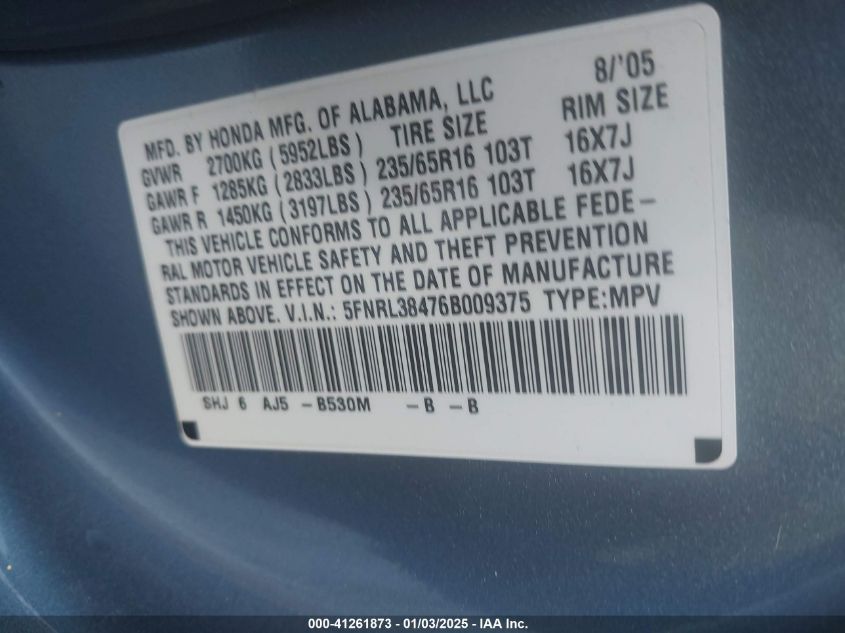 8/'05
MFD. BY HONDA MFG. OF ALABAMA, LLC
GVWR 2700KG (5952LBS) TIRE SIZE RIM SIZE
GAWR F 1285KG (2833LBS) 235/65R16 103T 16X7J
GAWR R 1450KG (3197LBS) 235/65R16 103T 16X7J
THIS VEHICLE CONFORMS TO ALL APPLICABLE FEDE-
RAL MOTOR VEHICLE SAFETY AND THEFT PREVENTION
STANDARDS IN EFFECT ON THE DATE OF MANUFACTURE
SHOWN ABOVE. V.I.N.: 5FNRL38476B009375 TYPE:MPV
SHJ 6 AJ5 -B530M -B -B
000-41261873 - 01/03/2025 - IAA Inc.